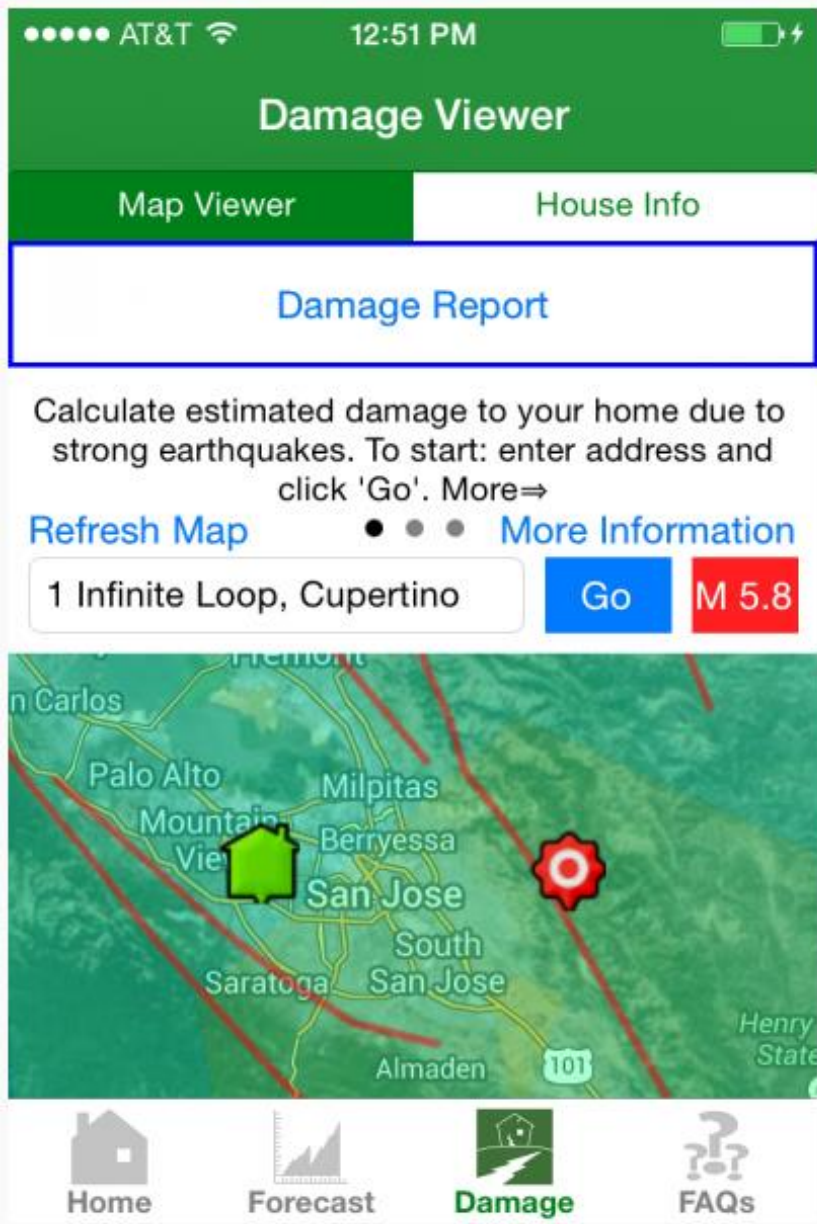 AT&T 12:51 PM
Damage Viewer
Map Viewer House Info
Damage Report
Calculate estimated damage to your home due to
strong earthquakes. To start: enter address and
click 'Go'. More⇒
Refresh Map More Information
1 Infinite Loop, Cupertino Go M 5.8
Fremont
n Carlos
Palo Alto
Milpitas
Mountain
Vie
Berryessa
San Jose
South
San Jose
Saratoga
Henry
State
Almaden
101
Home Forecast Damage FAQs